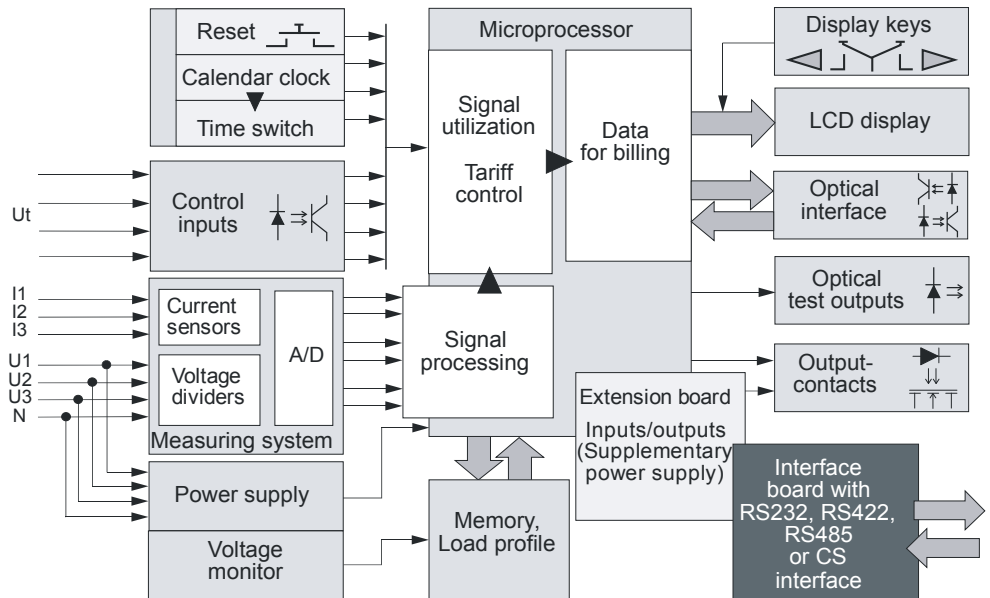 Reset
Calendar clock
Time switch
Microprocessor
Signal
utilization
Tariff
control
Data
for billing
Display keys
LCD display
Ut
Control
inputs
Optical
interface
I1
I2
I3
U1
U2
U3
N
Current
sensors
Voltage
dividers
A/D
Measuring system
Signal
processing
Optical
test outputs
Output-
contacts
Extension board
Inputs/outputs
(Supplementary
power supply)
Power supply
Voltage
monitor
Memory,
Load profile
Interface
board with
RS232, RS422,
RS485
or CS
interface